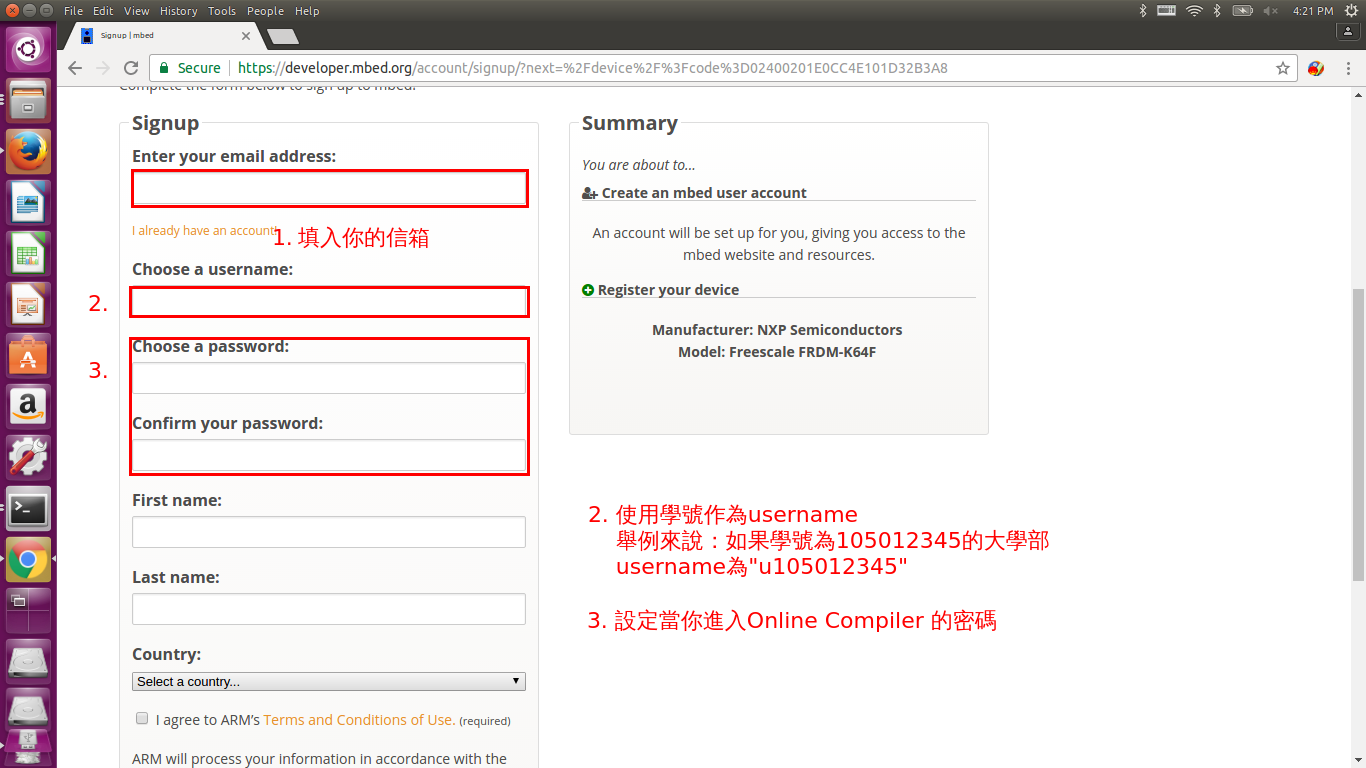 File Edit View History Tools People Help
4:21 PM
Signup | mbed
Secure https://developer.mbed.org/account/signup/?next=%2Fdevice%2F%3Fcode%3D02400201E0CC4E101D32B3A8
Complete the form below to sign up to mbed.
Signup
Enter your email address:
I already have an account!
1. 填入你的信箱
Choose a username:
2.
Choose a password:
3.
Confirm your password:
First name:
Last name:
Country:
Select a country...
I agree to ARM's Terms and Conditions of Use. (required)
ARM will process your information in accordance with the
Summary
You are about to...
Create an mbed user account
An account will be set up for you, giving you access to the
mbed website and resources.
Register your device
Manufacturer: NXP Semiconductors
Model: Freescale FRDM-K64F
2. 使用學號作為username
舉例來說：如果學號為105012345的大學部
username為"u105012345"
3. 設定當你進入Online Compiler 的密碼